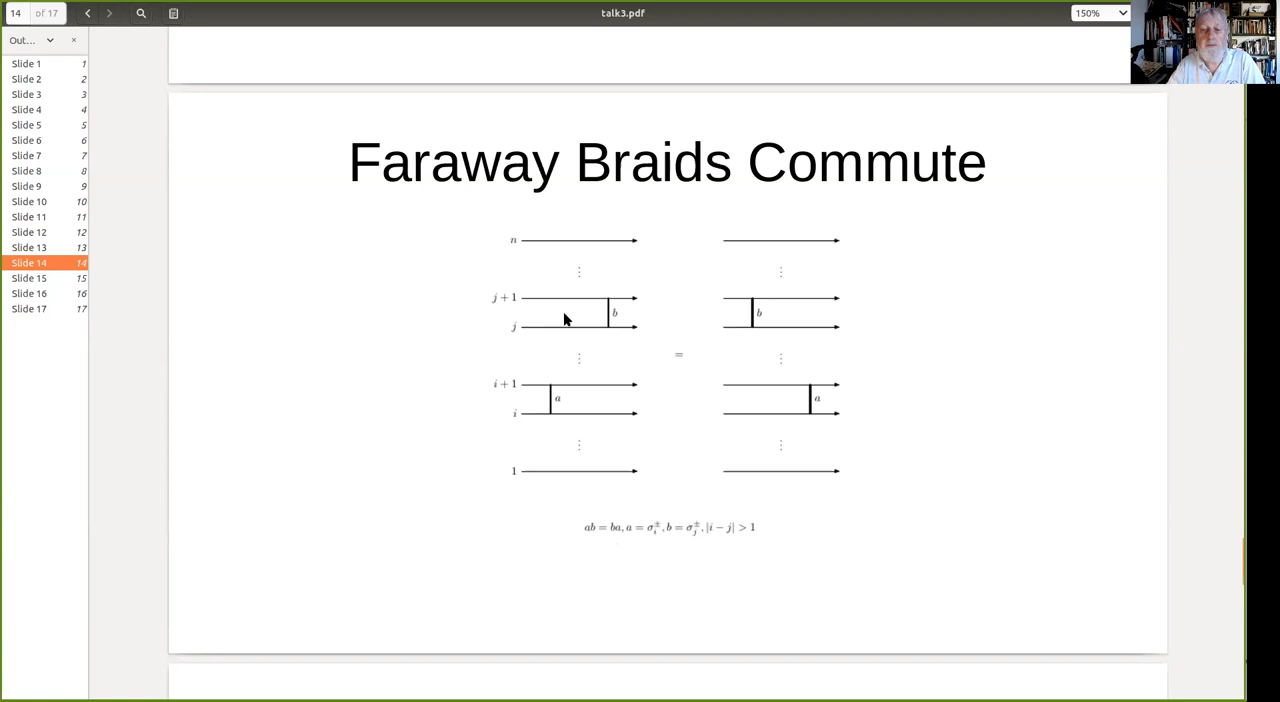 14 of 17
talk3.pdf
150%
Out...
Slide 1 1
Slide 2 2
Slide 3 3
Slide 4 4
Slide 5 5
Slide 6 6
Slide 7 7
Slide 8 8
Slide 9 9
Slide 10 10
Slide 11 11
Slide 12 12
Slide 13 13
Slide 14 14
Slide 15 15
Slide 16 16
Slide 17 17
Faraway Braids Commute
n
⋮ ⋮
j + 1
b b
j
⋮ = ⋮
i + 1
a a
i
⋮ ⋮
1
ab = ba, a = σ_i^±, b = σ_j^±, |i − j| > 1